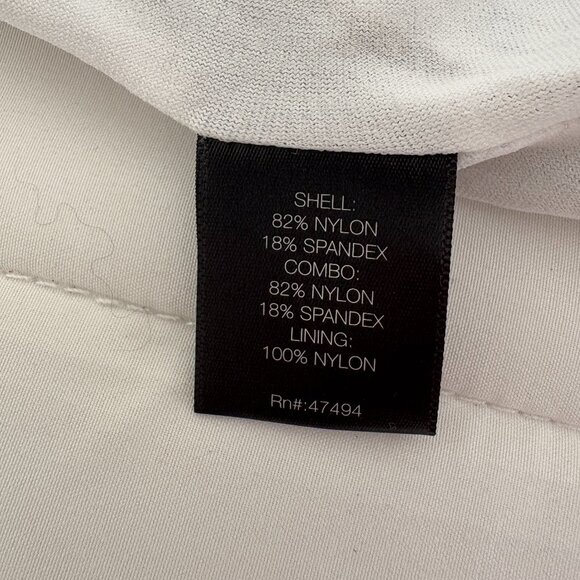 SHELL:
82% NYLON
18% SPANDEX
COMBO:
82% NYLON
18% SPANDEX
LINING:
100% NYLON
Rn#:47494